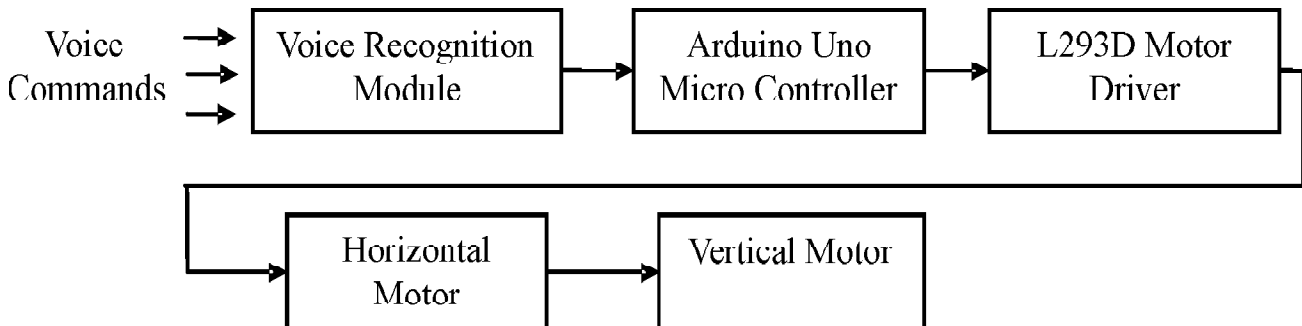 Voice
Commands
Voice Recognition
Module
Arduino Uno
Micro Controller
L293D Motor
Driver
Horizontal
Motor
Vertical Motor